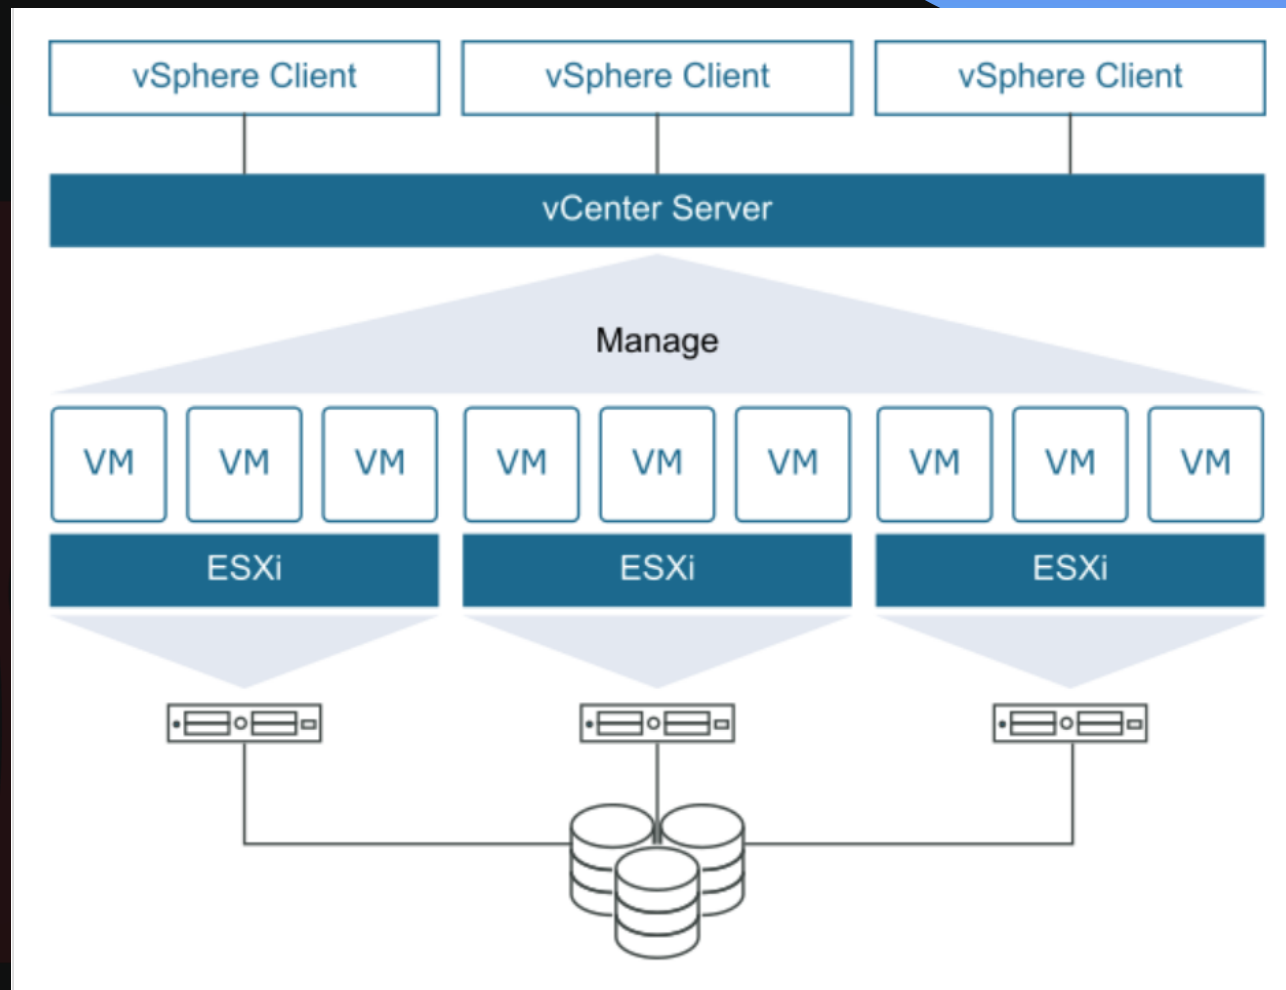 vSphere Client vSphere Client vSphere Client
vCenter Server
Manage
VM VM VM VM VM VM VM VM VM
ESXi ESXi ESXi